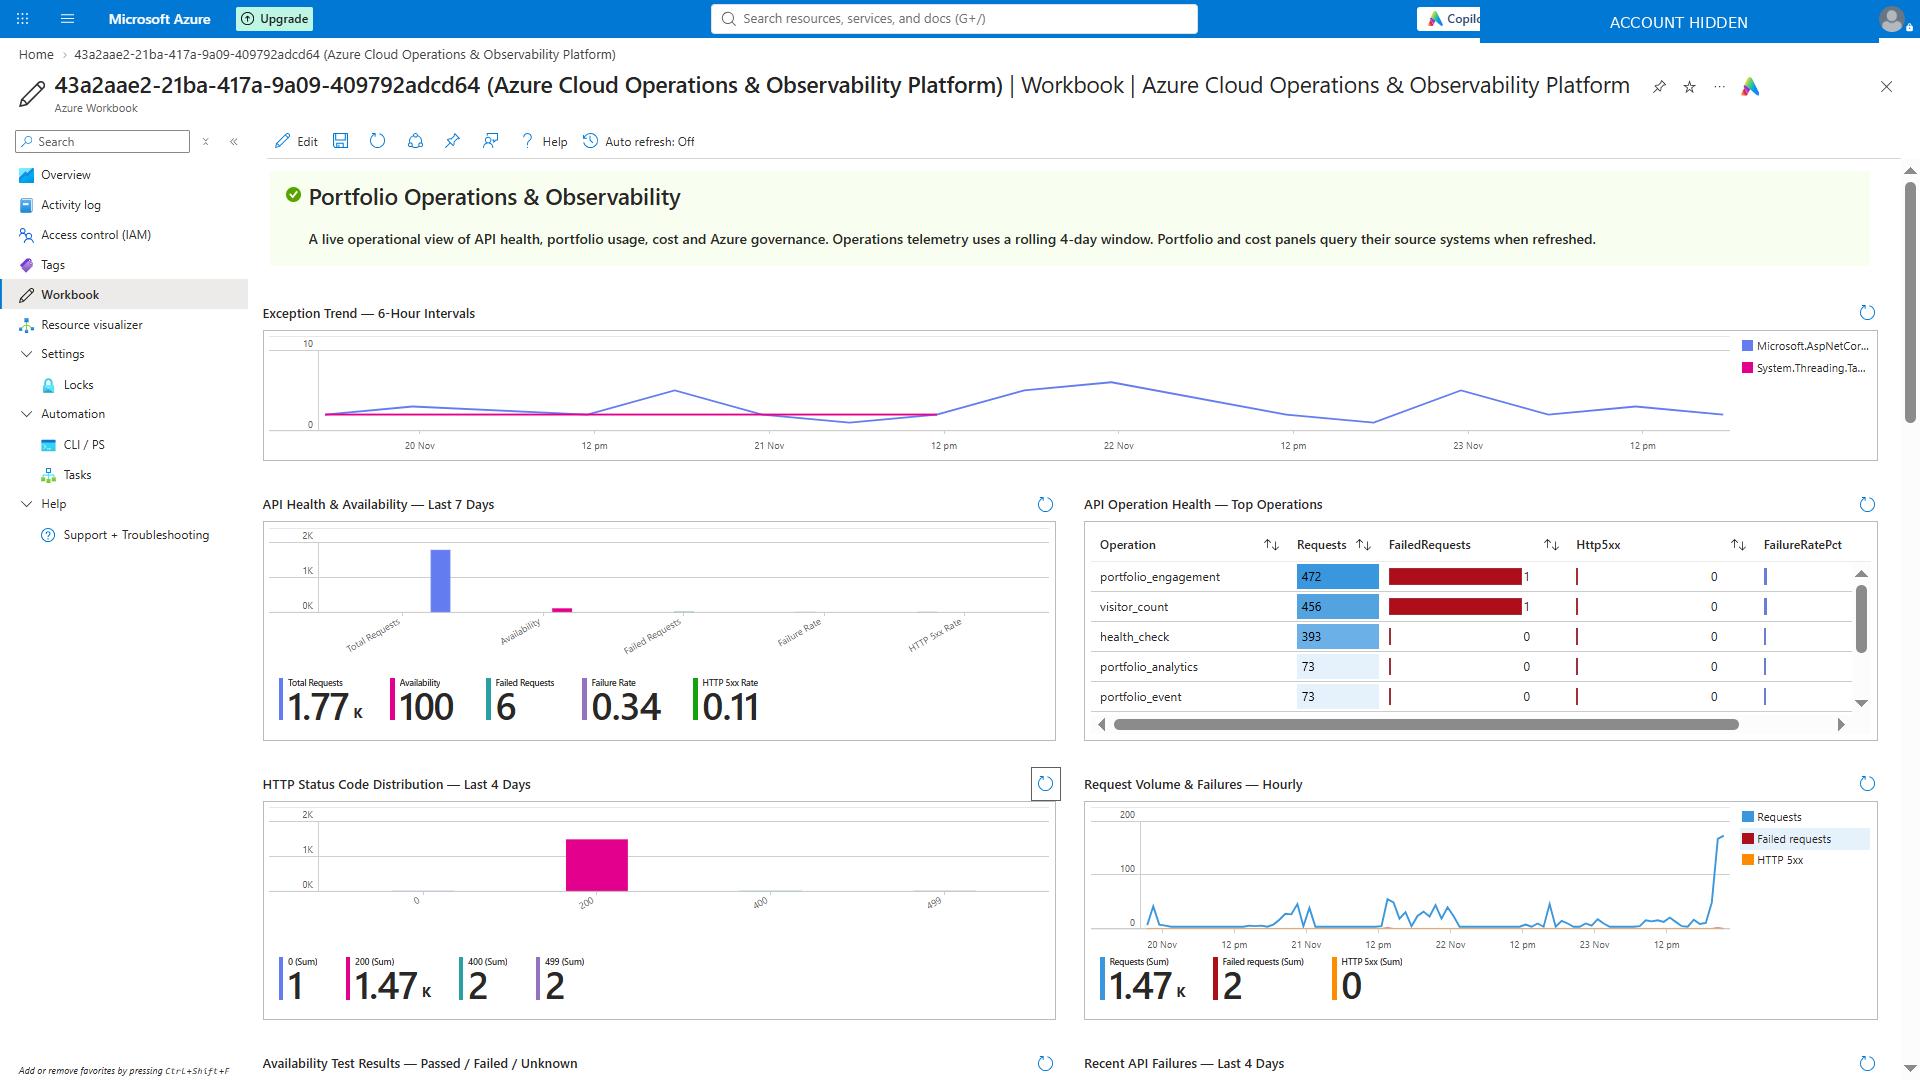 Microsoft Azure
Upgrade
Search resources, services, and docs (G+/)
Copilo
ACCOUNT HIDDEN
Home
43a2aae2-21ba-417a-9a09-409792adcd64 (Azure Cloud Operations & Observability Platform)
43a2aae2-21ba-417a-9a09-409792adcd64 (Azure Cloud Operations & Observability Platform) | Workbook | Azure Cloud Operations & Observability Platform
Azure Workbook
Search
Edit
Help
Auto refresh: Off
Overview
Activity log
Access control (IAM)
Tags
Workbook
Resource visualizer
Settings
Locks
Automation
CLI / PS
Tasks
Help
Support + Troubleshooting
Add or remove favorites by pressing Ctrl+Shift+F
Portfolio Operations & Observability
A live operational view of API health, portfolio usage, cost and Azure governance. Operations telemetry uses a rolling 4-day window. Portfolio and cost panels query their source systems when refreshed.
Exception Trend — 6-Hour Intervals
10
0
20 Nov 12 pm 21 Nov 12 pm 22 Nov 12 pm 23 Nov 12 pm
Microsoft.AspNetCor...
System.Threading.Ta...
API Health & Availability — Last 7 Days
2K
1K
0K
Total Requests Availability Failed Requests Failure Rate HTTP 5xx Rate
Total Requests Availability Failed Requests Failure Rate HTTP 5xx Rate
1.77 K 100 6 0.34 0.11
API Operation Health — Top Operations
Operation Requests FailedRequests Http5xx FailureRatePct
portfolio_engagement 472 1 0
visitor_count 456 1 0
health_check 393 0 0
portfolio_analytics 73 0 0
portfolio_event 73 0 0
HTTP Status Code Distribution — Last 4 Days
2K
1K
0K
0 200 400 499
0 (Sum) 200 (Sum) 400 (Sum) 499 (Sum)
1 1.47 K 2 2
Request Volume & Failures — Hourly
200
100
0
20 Nov 12 pm 21 Nov 12 pm 22 Nov 12 pm 23 Nov 12 pm
Requests
Failed requests
HTTP 5xx
Requests (Sum) Failed requests (Sum) HTTP 5xx (Sum)
1.47 K 2 0
Availability Test Results — Passed / Failed / Unknown
Recent API Failures — Last 4 Days